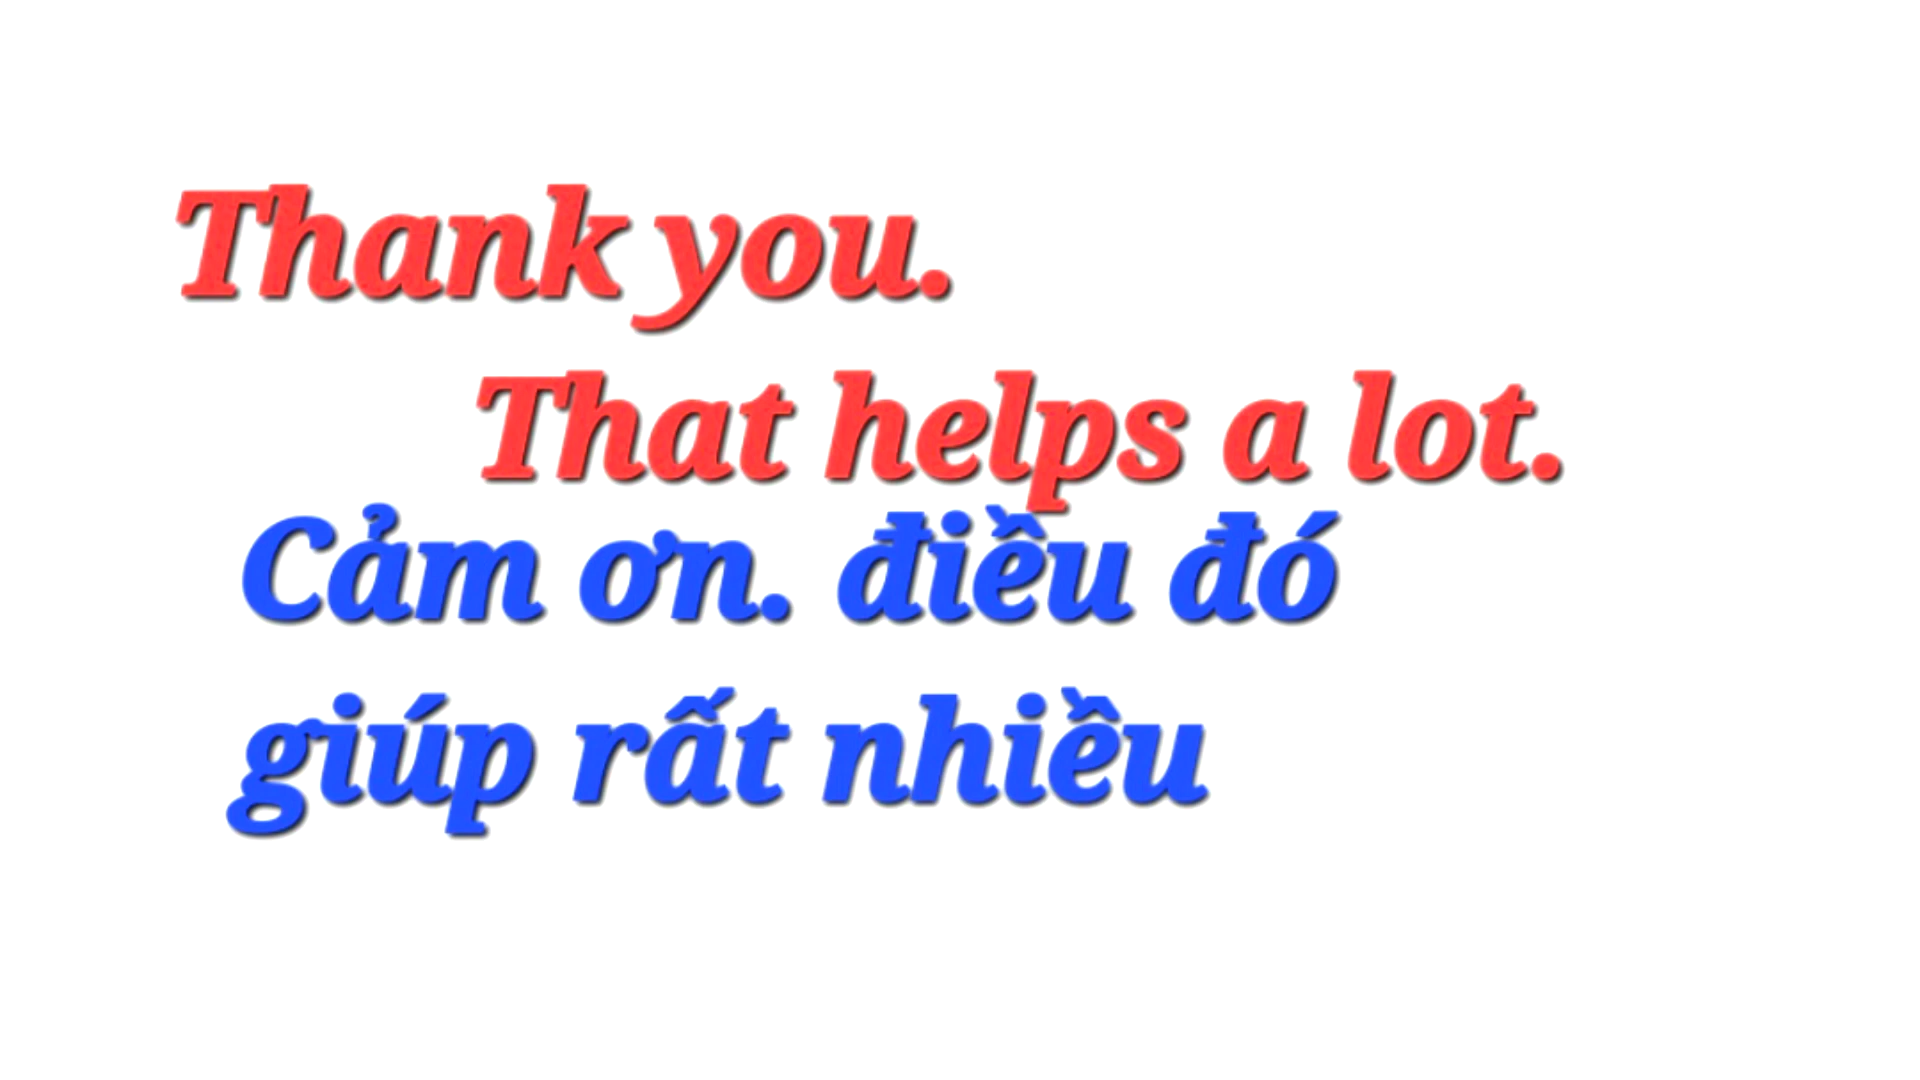 Thank you.
That helps a lot.
Cảm ơn. điều đó
giúp rất nhiều